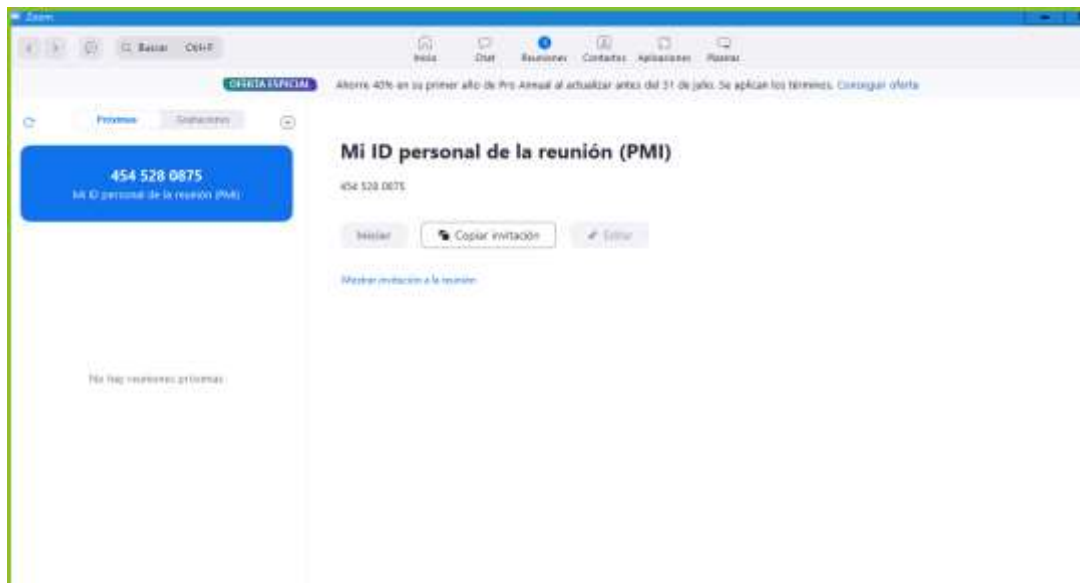 Zoom
Buscar Ctrl+F
Inicio Chat Reuniones Contactos Aplicaciones Pizarras
OFERTA ESPECIAL Ahorre 40% en su primer año de Pro Annual al actualizar antes del 31 de julio. Se aplican los términos. Conseguir oferta
Próximas Grabaciones
Mi ID personal de la reunión (PMI)
454 528 0875
Mi ID personal de la reunión (PMI)
454 528 0875
Iniciar Copiar invitación Editar
Mostrar invitación a la reunión
No hay reuniones próximas